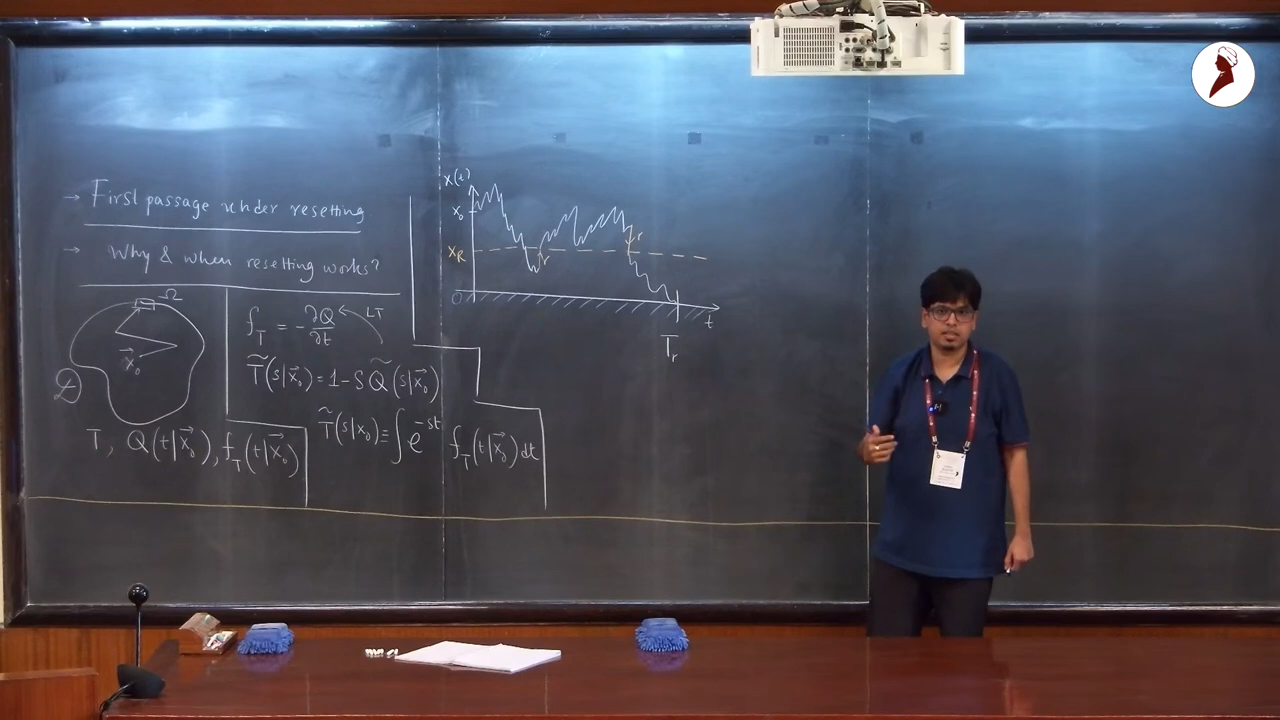 → First passage under resetting
→ Why & when resetting works?
Ω
x⃗₀
𝒟
T, Q(t|x⃗₀), f_T(t|x⃗₀)
f_T = -∂Q/∂t LT
T̃(s|x⃗₀) = 1 - S Q̃(s|x⃗₀)
T̃(s|x₀) ≡ ∫ e^{-st} f_T(t|x⃗₀) dt
x(t)
x₀
x_R
r
r
0
t
T_r